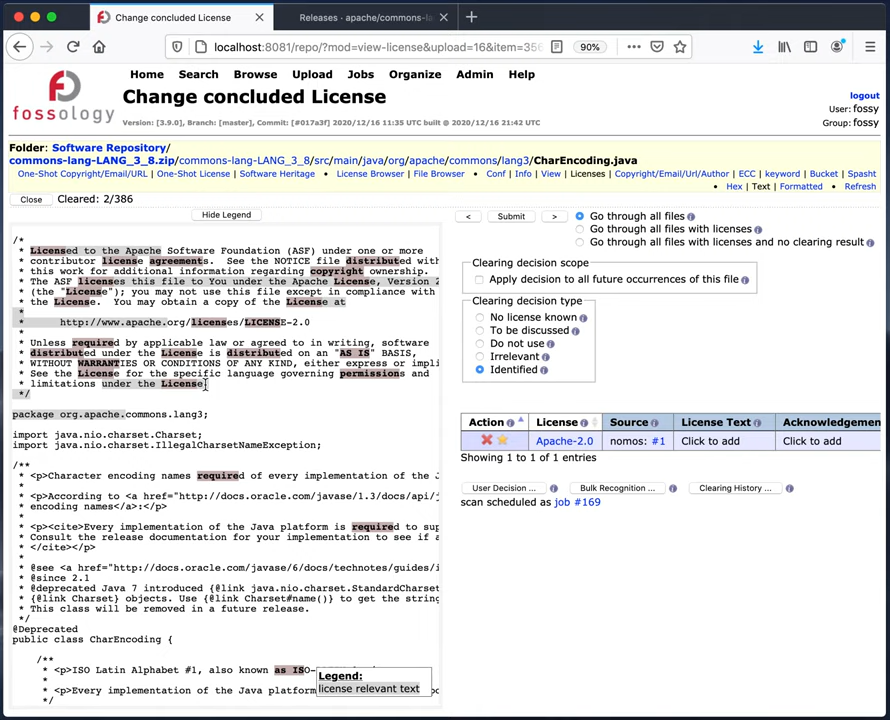 Change concluded License
Releases · apache/commons-la
localhost:8081/repo/?mod=view-license&upload=16&item=356
90%
fossology
Home Search Browse Upload Jobs Organize Admin Help
Change concluded License
Version: [3.9.0], Branch: [master], Commit: [#017a3f] 2020/12/16 11:35 UTC built @ 2020/12/16 21:42 UTC
logout
User: fossy
Group: fossy
Folder: Software Repository/
commons-lang-LANG_3_8.zip/commons-lang-LANG_3_8/src/main/java/org/apache/commons/lang3/CharEncoding.java
One-Shot Copyright/Email/URL | One-Shot License | Software Heritage • License Browser | File Browser • Conf | Info | View | Licenses | Copyright/Email/Url/Author | ECC | keyword | Bucket | Spasht
• Hex | Text | Formatted • Refresh
Close Cleared: 2/386
Hide Legend
/*
* Licensed to the Apache Software Foundation (ASF) under one or more
* contributor license agreements. See the NOTICE file distributed with
* this work for additional information regarding copyright ownership.
* The ASF licenses this file to You under the Apache License, Version 2
* (the "License"); you may not use this file except in compliance with
* the License. You may obtain a copy of the License at
*
* http://www.apache.org/licenses/LICENSE-2.0
*
* Unless required by applicable law or agreed to in writing, software
* distributed under the License is distributed on an "AS IS" BASIS,
* WITHOUT WARRANTIES OR CONDITIONS OF ANY KIND, either express or impli
* See the License for the specific language governing permissions and
* limitations under the License.
*/
package org.apache.commons.lang3;
import java.nio.charset.Charset;
import java.nio.charset.IllegalCharsetNameException;
/**
* <p>Character encoding names required of every implementation of the J
*
* <p>According to <a href="http://docs.oracle.com/javase/1.3/docs/api/j
* encoding names</a>:</p>
*
* <p><cite>Every implementation of the Java platform is required to sup
* Consult the release documentation for your implementation to see if a
* </cite></p>
*
* @see <a href="http://docs.oracle.com/javase/6/docs/technotes/guides/i
* @since 2.1
* @deprecated Java 7 introduced {@link java.nio.charset.StandardCharset
* {@link Charset} objects. Use {@link Charset#name()} to get the string
* This class will be removed in a future release.
*/
@Deprecated
public class CharEncoding {
/**
* <p>ISO Latin Alphabet #1, also known as ISO-
*
* <p>Every implementation of the Java platform
*/
Legend:
license relevant text
< Submit >
Go through all files
Go through all files with licenses
Go through all files with licenses and no clearing result
Clearing decision scope
Apply decision to all future occurrences of this file
Clearing decision type
No license known
To be discussed
Do not use
Irrelevant
Identified
Action License Source License Text Acknowledgemen
Apache-2.0 nomos: #1 Click to add Click to add
Showing 1 to 1 of 1 entries
User Decision ... Bulk Recognition ... Clearing History ...
scan scheduled as job #169